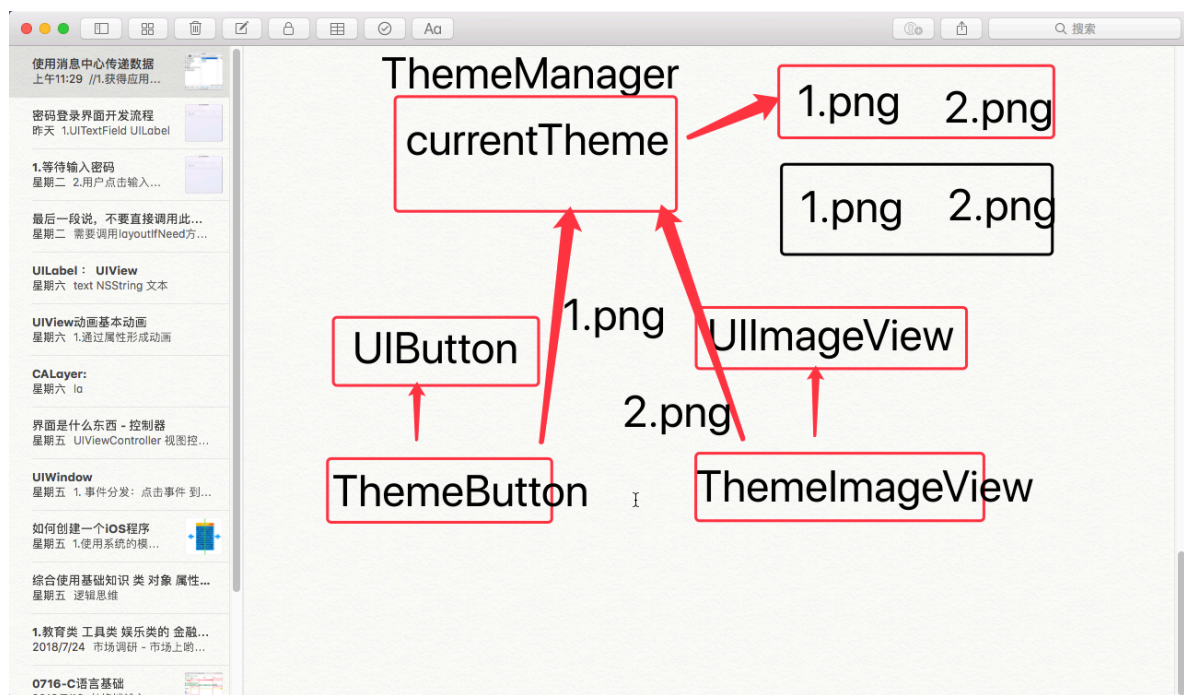 Aa
搜索
使用消息中心传递数据
上午11:29 //1.获得应用...
密码登录界面开发流程
昨天 1.UITextField UILabel
1.等待输入密码
星期二 2.用户点击输入...
最后一段说，不要直接调用此...
星期二 需要调用layoutIfNeed方...
UILabel： UIView
星期六 text NSString 文本
UIView动画基本动画
星期六 1.通过属性形成动画
CALayer:
星期六 la
界面是什么东西 - 控制器
星期五 UIViewController 视图控...
UIWindow
星期五 1. 事件分发：点击事件 到...
如何创建一个iOS程序
星期五 1.使用系统的模...
综合使用基础知识 类 对象 属性...
星期五 逻辑思维
1.教育类 工具类 娱乐类的 金融...
2018/7/24 市场调研 - 市场上哟...
0716-C语言基础
ThemeManager
currentTheme
1.png 2.png
1.png 2.png
1.png
UIButton
UIImageView
2.png
ThemeButton
ThemeImageView